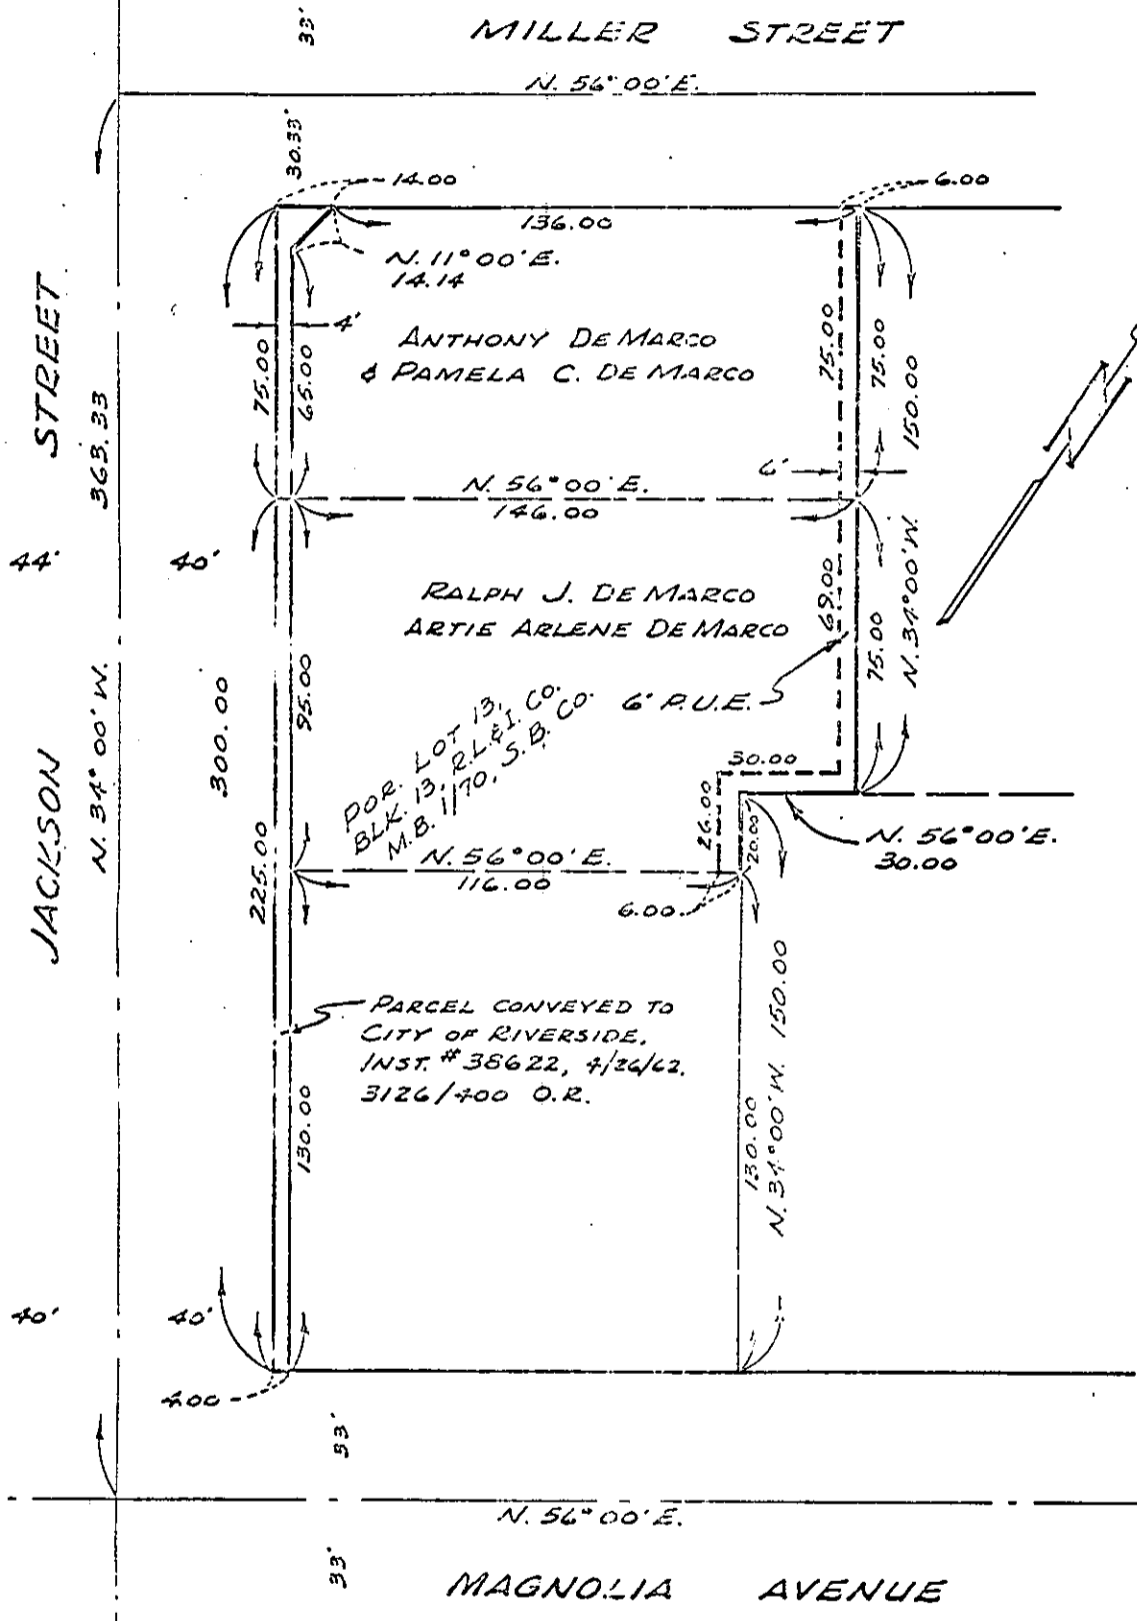 33'
MILLER STREET
N. 56°00'E.
30.33'
14.00
6.00
136.00
N. 11°00'E.
14.14
4'
ANTHONY DE MARCO
& PAMELA C. DE MARCO
75.00
65.00
75.00
75.00
150.00
STREET
363.33
6'
N. 56°00'E.
146.00
44'
40'
RALPH J. DE MARCO
ARTIE ARLENE DE MARCO
69.00
75.00
N. 34°00'W.
N. 34°00'W.
300.00
95.00
POR. LOT 13,
BLK. 13, R.L.&I. CO.
M.B. 1/70, S.B. CO.
6' P.U.E.
30.00
26.00
20.00'
N. 56°00'E.
30.00
JACKSON
225.00
N. 56°00'E.
116.00
6.00
PARCEL CONVEYED TO
CITY OF RIVERSIDE,
INST. # 38622, 4/26/62.
3126/400 O.R.
130.00
130.00
N. 34°00'W. 150.00
40'
40'
4.00
33'
N. 56°00'E.
33'
MAGNOLIA AVENUE